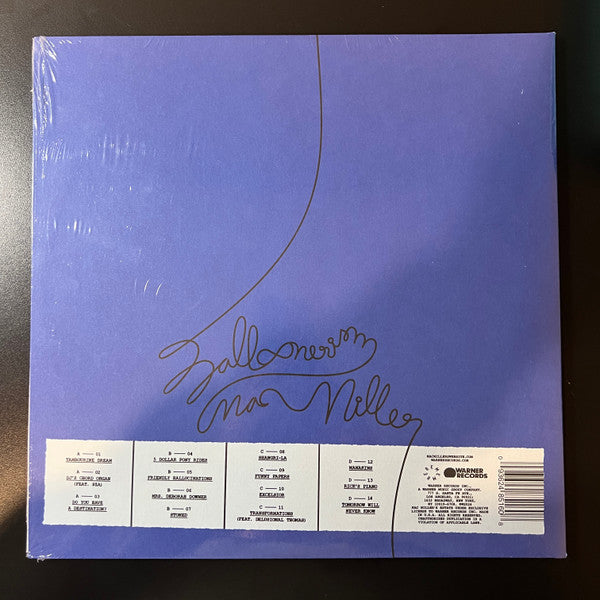 Balloonerism
Mac Miller
A — 01
TAMBOURINE DREAM
A — 02
DJ'S CHORD ORGAN
(FEAT. SZA)
A — 03
DO YOU HAVE
A DESTINATION?
B — 04
5 DOLLAR PONY RIDES
B — 05
FRIENDLY HALLUCINATIONS
B — 06
MRS. DEBORAH DOWNER
B — 07
STONED
C — 08
SHANGRI-LA
C — 09
FUNNY PAPERS
C — 10
EXCELSIOR
C — 11
TRANSFORMATIONS
(FEAT. DELUSIONAL THOMAS)
D — 12
MANAKINS
D — 13
RICK'S PIANO
D — 14
TOMORROW WILL
NEVER KNOW
MACMILLERSWEBSITE.COM
WARNERRECORDS.COM
WARNER
RECORDS
WARNER RECORDS INC.,
A WARNER MUSIC GROUP COMPANY.
777 S. SANTA FE AVE.,
LOS ANGELES, CA 90021
1633 BROADWAY, NEW YORK,
NY 10019
MAC MILLER'S ESTATE UNDER EXCLUSIVE
LICENSE TO WARNER RECORDS INC. MADE
IN U.S.A. ALL RIGHTS RESERVED.
UNAUTHORIZED DUPLICATION IS A
VIOLATION OF APPLICABLE LAWS.